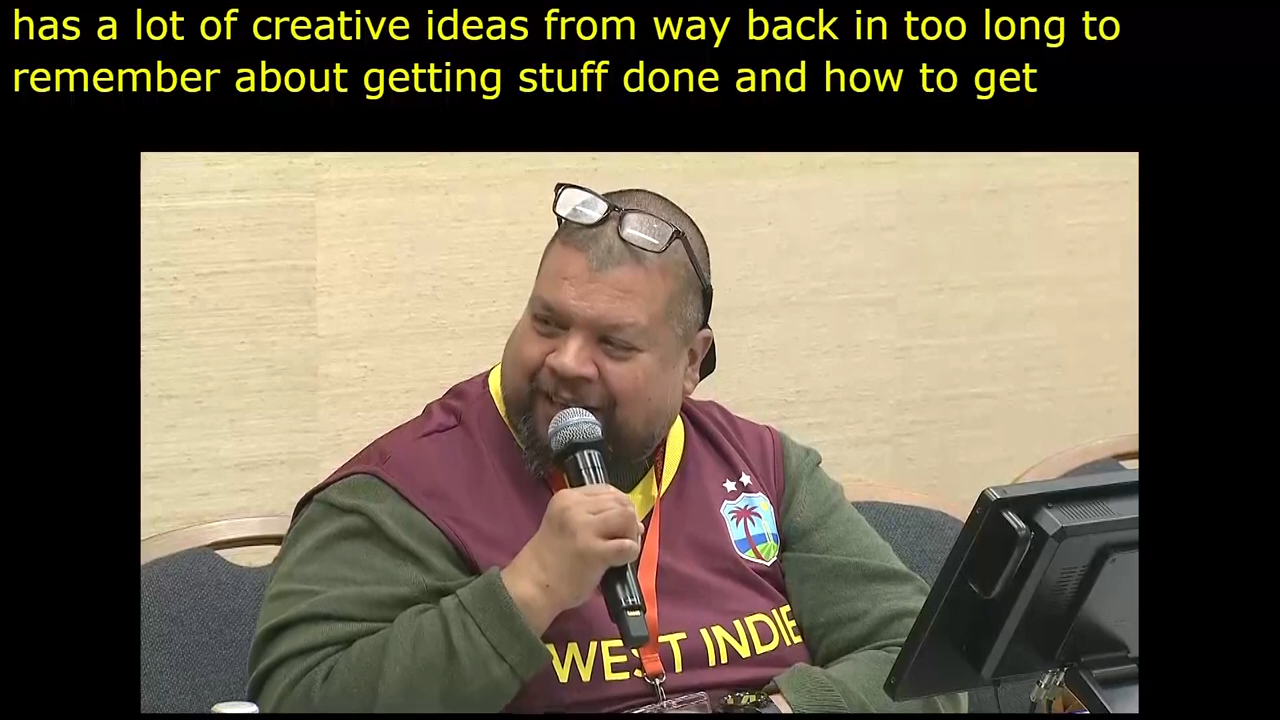 has a lot of creative ideas from way back in too long to
remember about getting stuff done and how to get
WEST INDIE